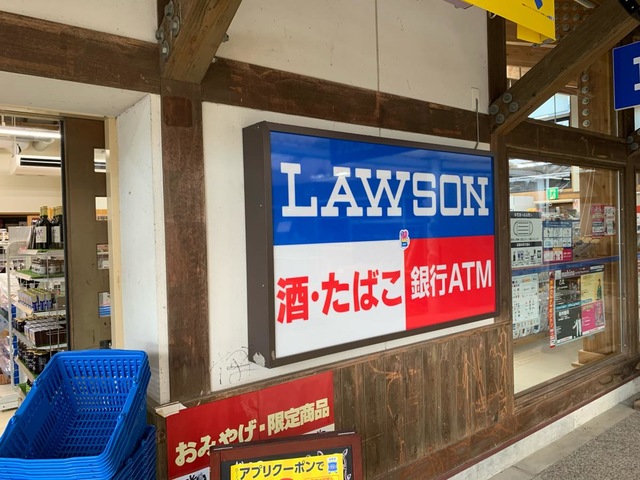 LAWSON
酒・たばこ
銀行ATM
おみやげ・限定商品
アプリクーポンで